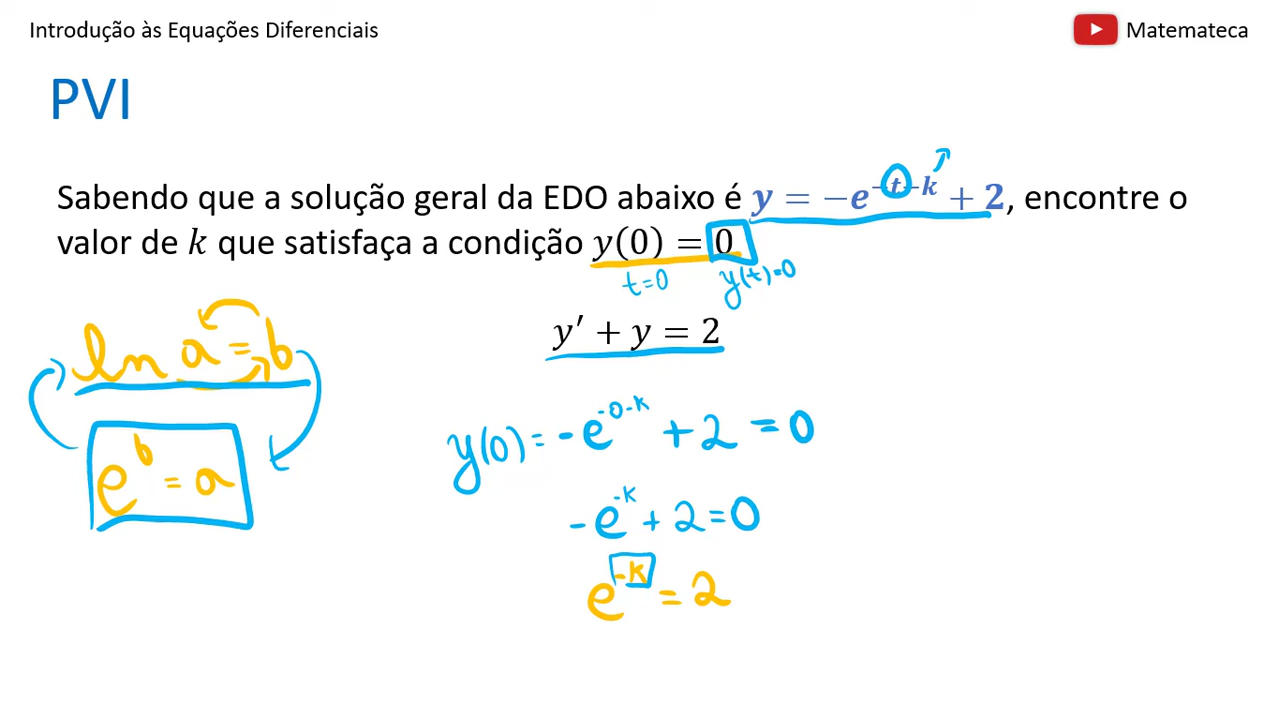 Introdução às Equações Diferenciais
Matemateca
PVI
Sabendo que a solução geral da EDO abaixo é y = −e^{−t−k} + 2, encontre o
valor de k que satisfaça a condição y(0) = 0
t=0
y(t)=0
y′ + y = 2
ln a = b
e^b = a
y(0) = -e^{-0-k} + 2 = 0
-e^{-k} + 2 = 0
e^{-k} = 2